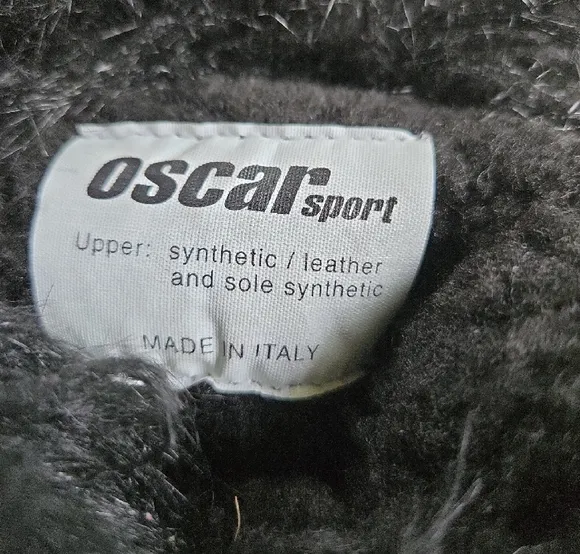 oscar sport
Upper: synthetic / leather
and sole synthetic
MADE IN ITALY